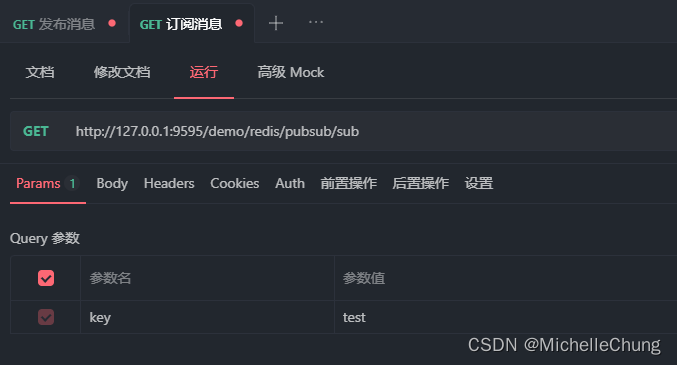 GET 发布消息 GET 订阅消息
文档 修改文档 运行 高级 Mock
GET http://127.0.0.1:9595/demo/redis/pubsub/sub
Params 1 Body Headers Cookies Auth 前置操作 后置操作 设置
Query 参数
参数名 参数值
key test
CSDN @MichelleChung